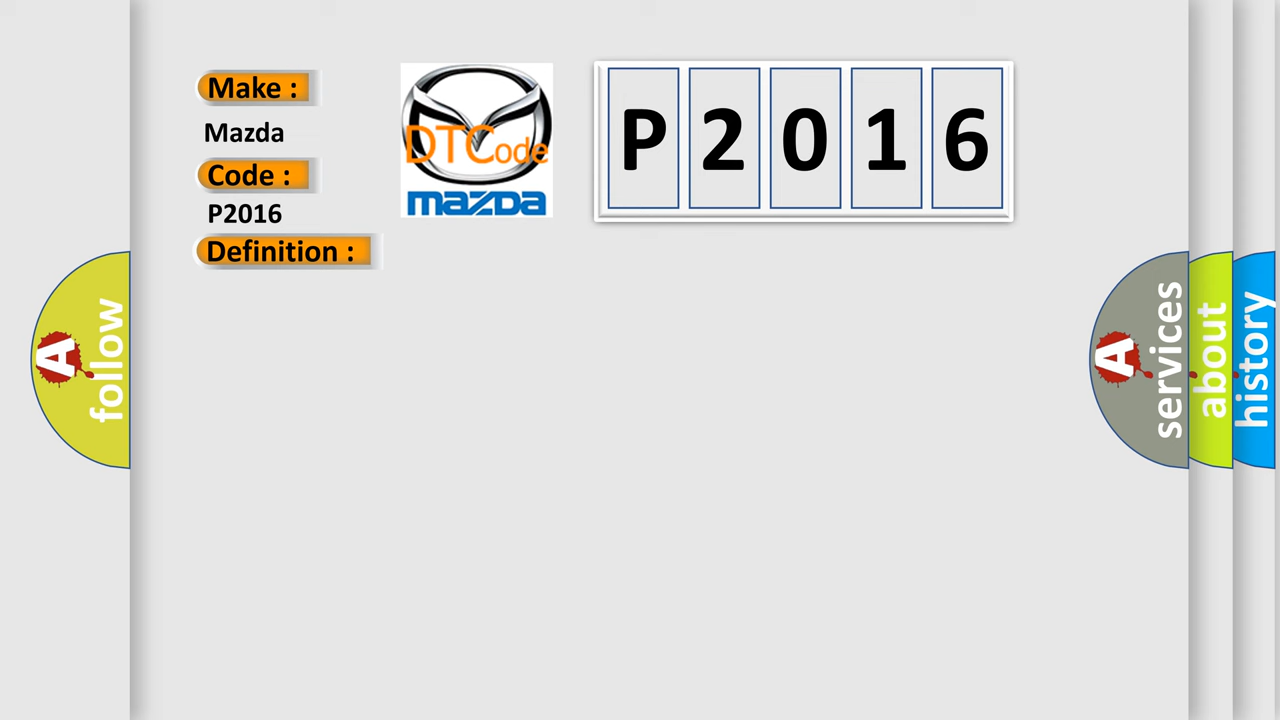 Make :
Mazda
Code :
P2016
Definition :
DTCode
mazda
P 2 0 1 6
A
follow
A
services
about
history